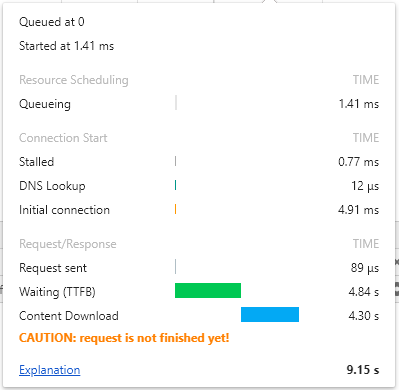 Queued at 0
Started at 1.41 ms
Resource Scheduling TIME
Queueing 1.41 ms
Connection Start TIME
Stalled 0.77 ms
DNS Lookup 12 μs
Initial connection 4.91 ms
Request/Response TIME
Request sent 89 μs
Waiting (TTFB) 4.84 s
Content Download 4.30 s
CAUTION: request is not finished yet!
Explanation 9.15 s